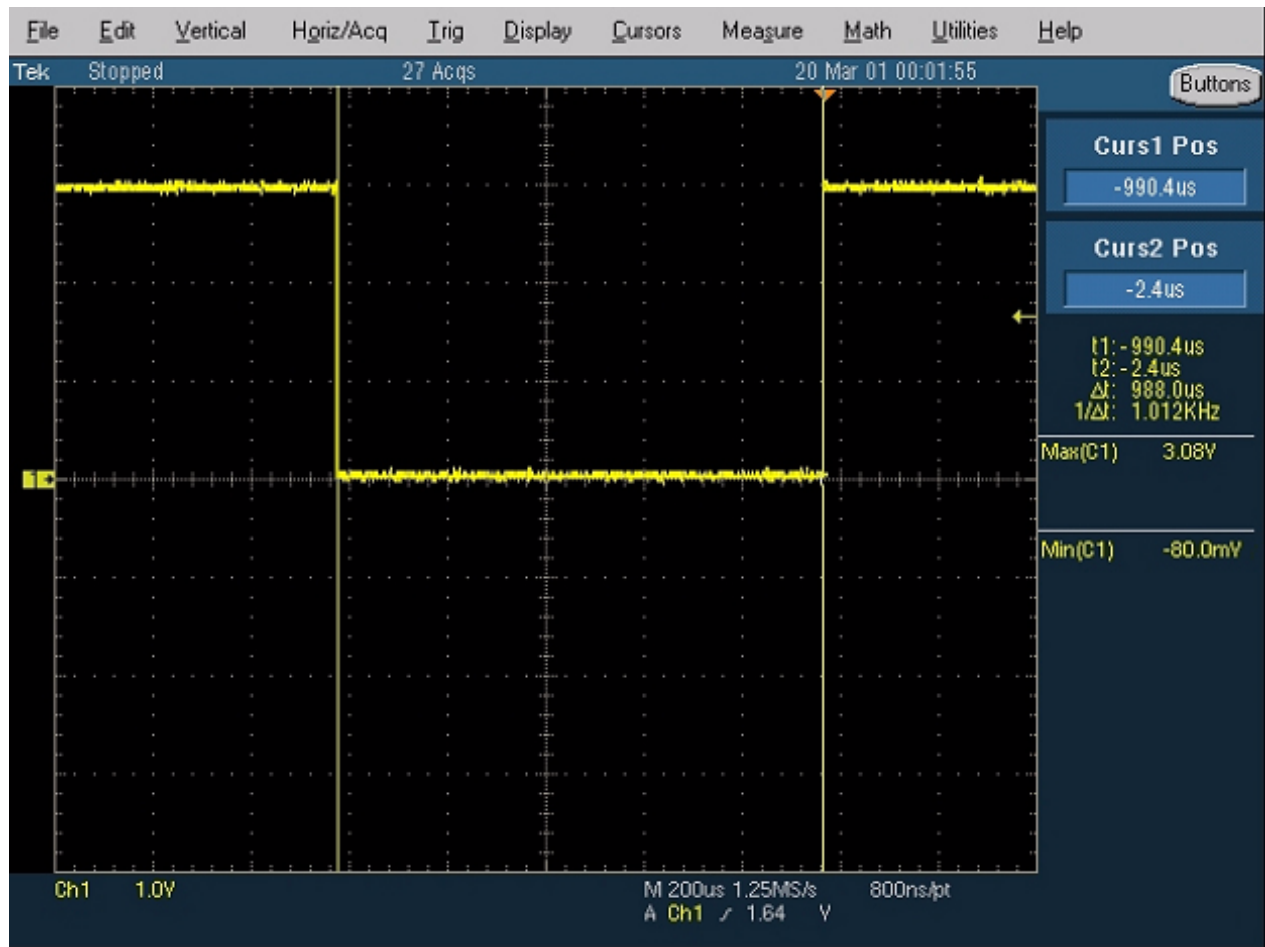 File Edit Vertical Horiz/Acq Trig Display Cursors Measure Math Utilities Help
Tek Stopped 27 Acqs 20 Mar 01 00:01:55
Buttons
Curs1 Pos
-990.4us
Curs2 Pos
-2.4us
t1: -990.4us
t2: -2.4us
Δt: 988.0us
1/Δt: 1.012KHz
Max(C1) 3.08V
1
Min(C1) -80.0mV
Ch1 1.0V M 200us 1.25MS/s 800ns/pt
A Ch1 1.64 V